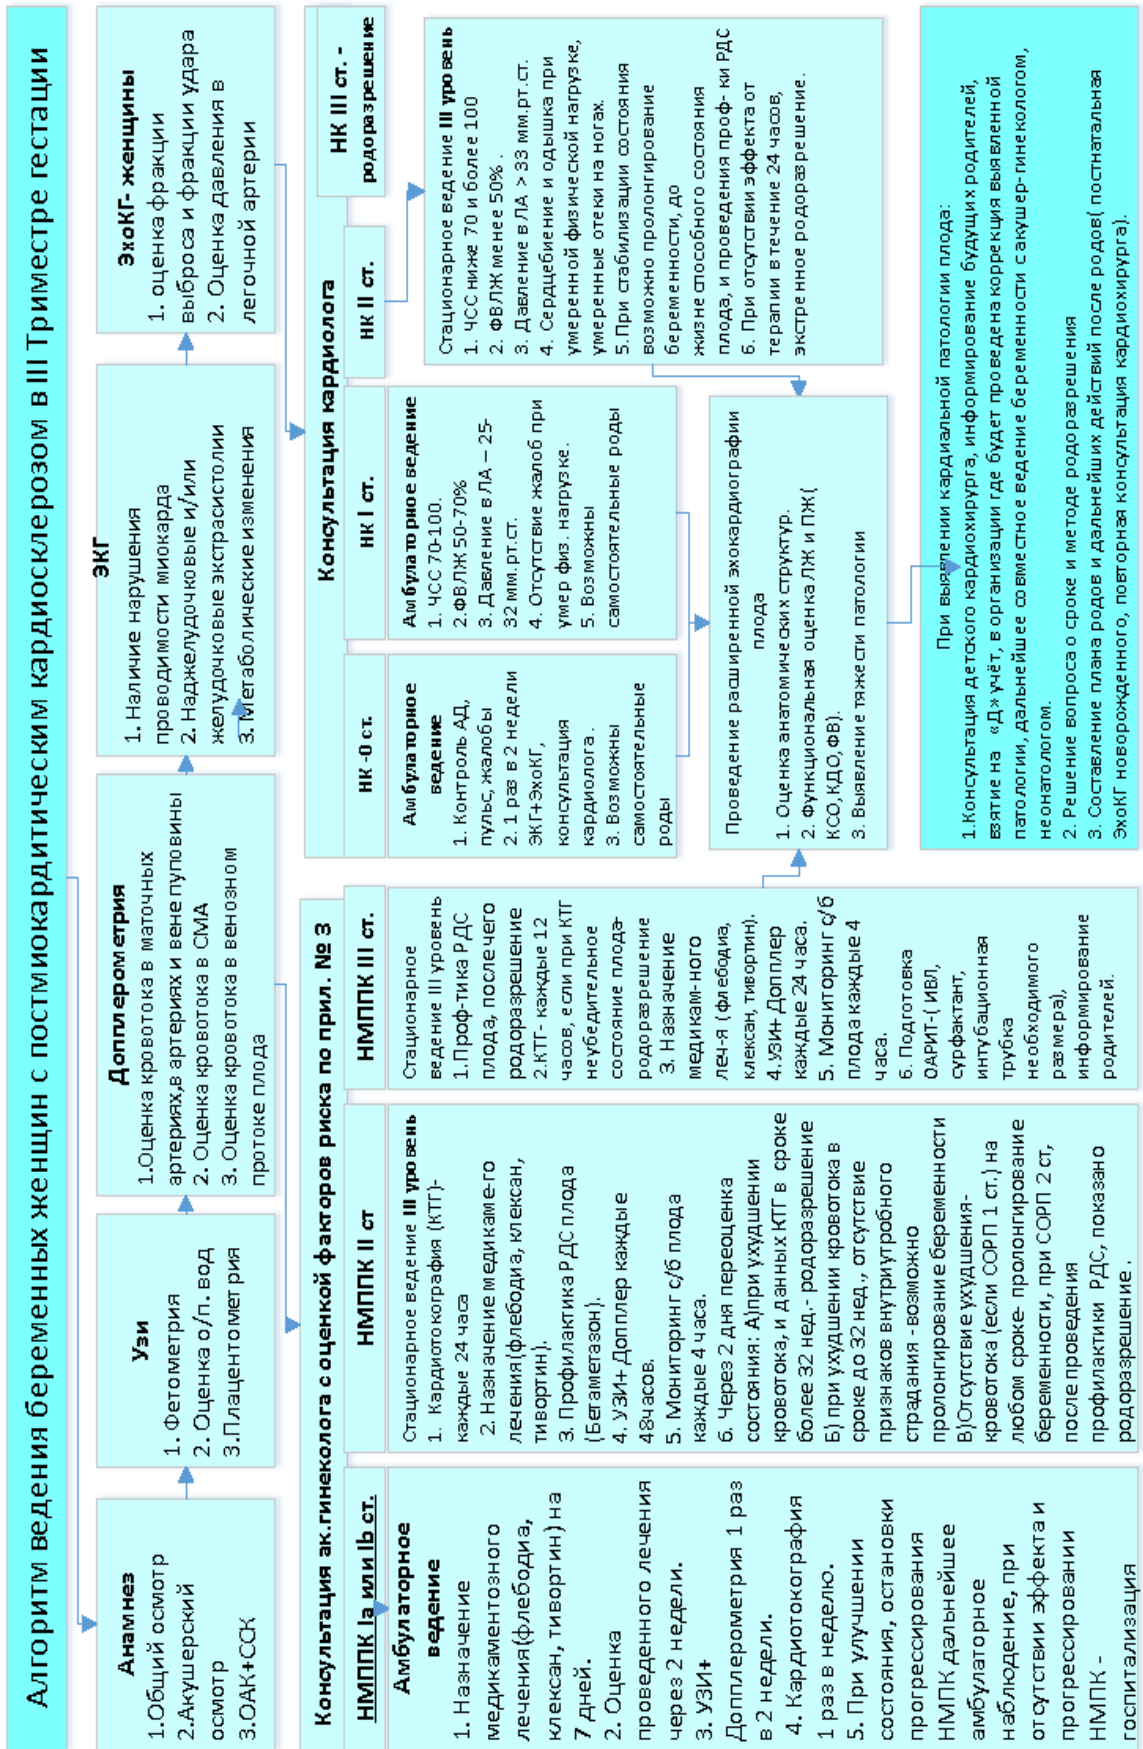 Алгоритм ведения беременных женщин с постмиокардитическим кардиосклерозом в III Триместре гестации
Анамнез
1.Общий осмотр
2.Акушерский
осмотр
3.ОАК+ССК
Узи
1. Фетометрия
2. Оценка о/п. вод
3.Плацентометрия
Допплерометрия
1.Оценка кровотока в маточных
артериях,в артериях и вене пуповины
2. Оценка кровотока в СМА
3. Оценка кровотока в венозном
протоке плода
ЭКГ
1. Наличие нарушения
проводимости миокарда
2. Наджелудочковые и/или
желудочковые экстрасистолии
3. Метаболические изменения
ЭхоКГ- женщины
1. оценка фракции
выброса и фракции удара
2. Оценка давления в
легочной артерии
Консультация ак.гинеколога с оценкой факторов риска по прил. № 3
НМППК Iа или Ib ст.
Амбулаторное
ведение
1. Назначение
медикаментозного
лечения(флебодиа,
клексан, тивортин) на
7 дней.
2. Оценка
проведенного лечения
через 2 недели.
3. УЗИ+
Допплерометрия 1 раз
в 2 недели.
4. Кардиотокография
1 раз в неделю.
5. При улучшении
состояния, остановки
прогрессирования
НМПК дальнейшее
амбулаторное
наблюдение, при
отсутствии эффекта и
прогрессировании
НМПК -
госпитализация
НМППК II ст
Стационарное ведение III уровень
1. Кардиотокография (КТГ)-
каждые 24 часа
2. Назначение медикаме-го
лечения(флебодиа, клексан,
тивортин).
3. Профилактика РДС плода
(Бетаметазон).
4. УЗИ+ Допплер каждые
48часов.
5. Мониторинг с/б плода
каждые 4 часа.
6. Через 2 дня переоценка
состояния: А)при ухудшении
кровотока, и данных КТГ в сроке
более 32 нед.- родоразрешение
Б) при ухудшении кровотока в
сроке до 32 нед., отсутствие
признаков внутриутробного
страдания - возможно
пролонгирование беременности
В)Отсутствие ухудшения-
кровотока (если СОРП 1 ст.) на
любом сроке- пролонгирование
беременности, при СОРП 2 ст,
после проведения
профилактики РДС, показано
родоразрешение .
НМППК III ст.
Стационарное
ведение III уровень
1.Проф-тика РДС
плода, после чего
родоразрешение
2.КТГ- каждые 12
часов, если при КТГ
неубедительное
состояние плода-
родоразрешение
3. Назначение
медикам-ного
леч-я (флебодиа,
клексан, тивортин).
4.УЗИ+ Допплер
каждые 24 часа.
5. Мониторинг с/б
плода каждые 4
часа.
6. Подготовка
ОАРИТ-( ИВЛ,
сурфактант,
интубационная
трубка
необходимого
размера),
информирование
родителей.
Консультация кардиолога
НК -0 ст.
Амбулаторное
ведение
1. Контроль АД,
пульс, жалобы
2. 1 раз в 2 недели
ЭКГ+ЭхоКГ,
консультация
кардиолога .
3. Возможны
самостоятельные
роды
НК I ст.
Амбулаторное ведение
1. ЧСС 70-100.
2.ФВЛЖ 50-70%
3. Давление в ЛА – 25-
32 мм.рт.ст.
4. Отсутствие жалоб при
умер физ. нагрузке.
5. Возможны
самостоятельные роды
НК II ст.
Стационарное ведение III уровень
1. ЧСС ниже 70 и более 100
2. ФВЛЖ менее 50% .
3. Давление в ЛА > 33 мм.рт.ст.
4. Сердцебиение и одышка при
умеренной физической нагрузке,
умеренные отеки на ногах.
5.При стабилизации состояния
возможно пролонгирование
беременности, до
жизнеспособного состояния
плода, и проведения проф- ки РДС
6. При отсутствии эффекта от
терапии в течение 24 часов,
экстренное родоразрешение.
НК III ст. -
родоразрешение
Проведение расширенной эхокардиографии
плода
1. Оценка анатомических структур.
2. Функциональная оценка ЛЖ и ПЖ (
КСО, КДО, ФВ).
3. Выявление тяжести патологии
При выявлении кардиальной патологии плода:
1.Консультация детского кардиохирурга, информирование будущих родителей,
взятие на «Д» учёт, в организации где будет проведена коррекция выявленной
патологии, дальнейшее совместное ведение беременности с акушер-гинекологом,
неонатологом.
2. Решение вопроса о сроке и методе родоразрешения
3. Составление плана родов и дальнейших действий после родов( постнатальная
ЭхоКГ новорожденного, повторная консультация кардиохирурга).